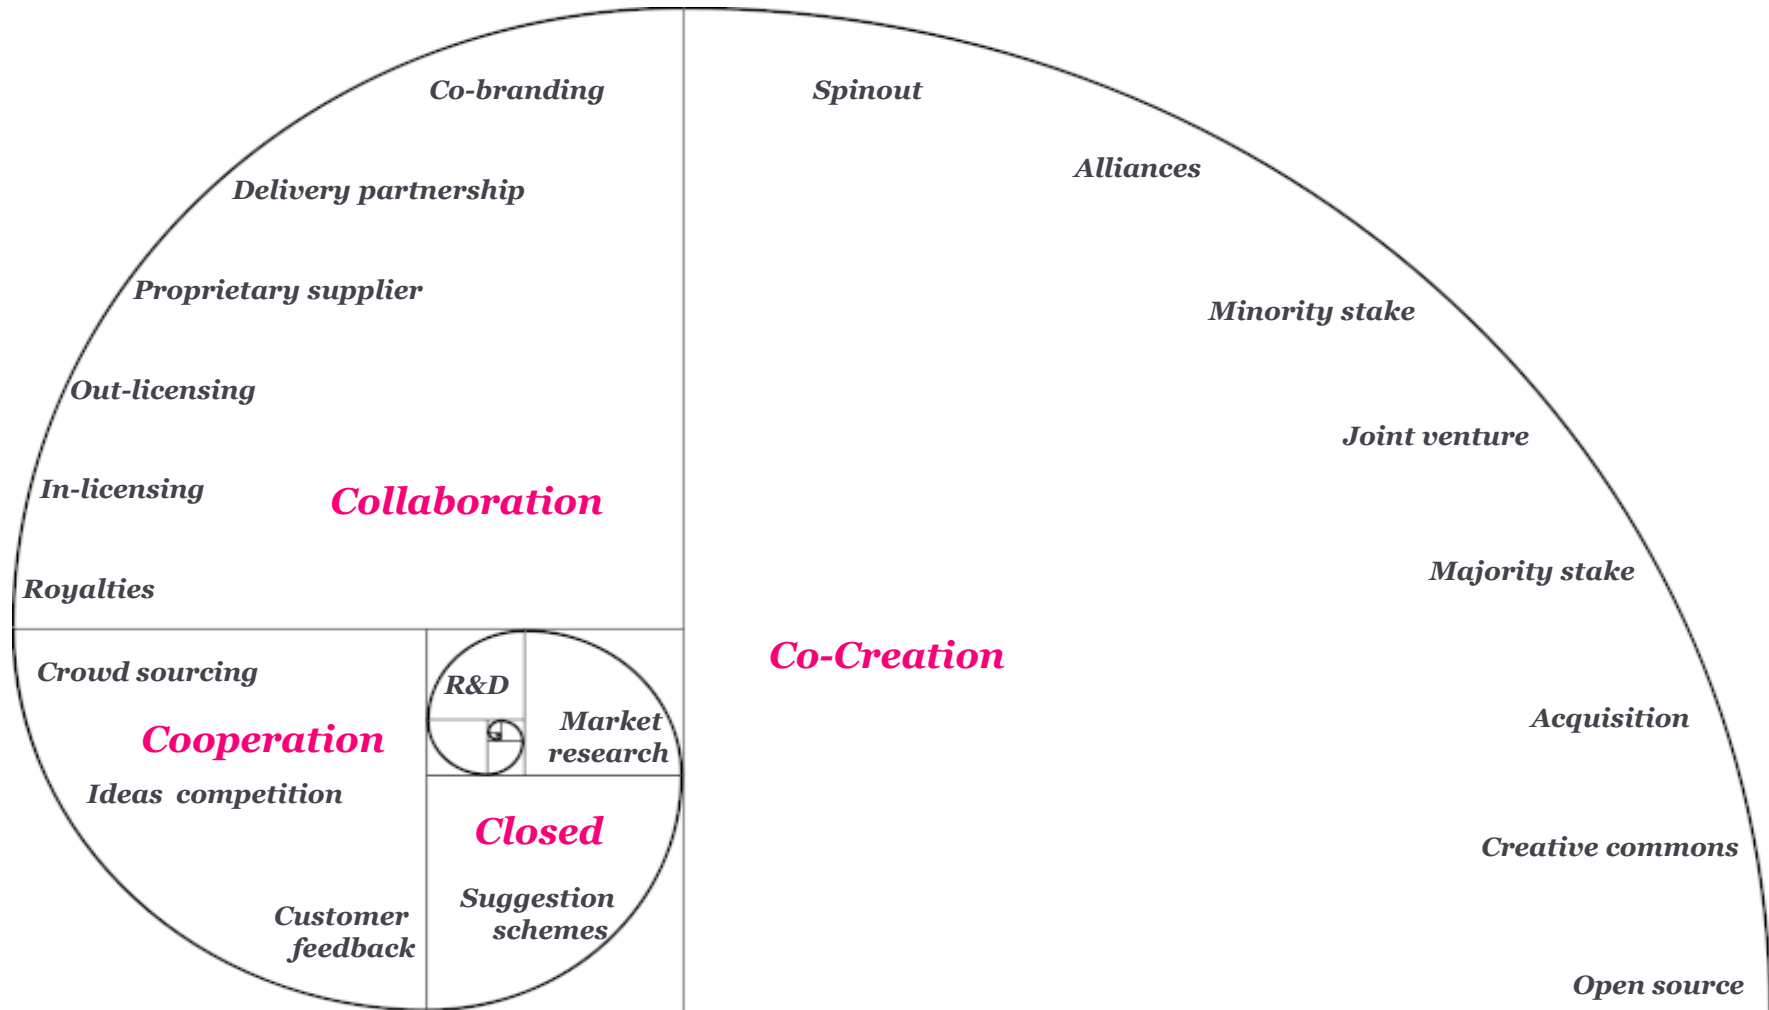 Co-branding
Delivery partnership
Proprietary supplier
Out-licensing
In-licensing
Collaboration
Royalties
Crowd sourcing
Cooperation
Ideas competition
Customer
feedback
R&D
Market
research
Closed
Suggestion
schemes
Spinout
Alliances
Minority stake
Joint venture
Majority stake
Co-Creation
Acquisition
Creative commons
Open source